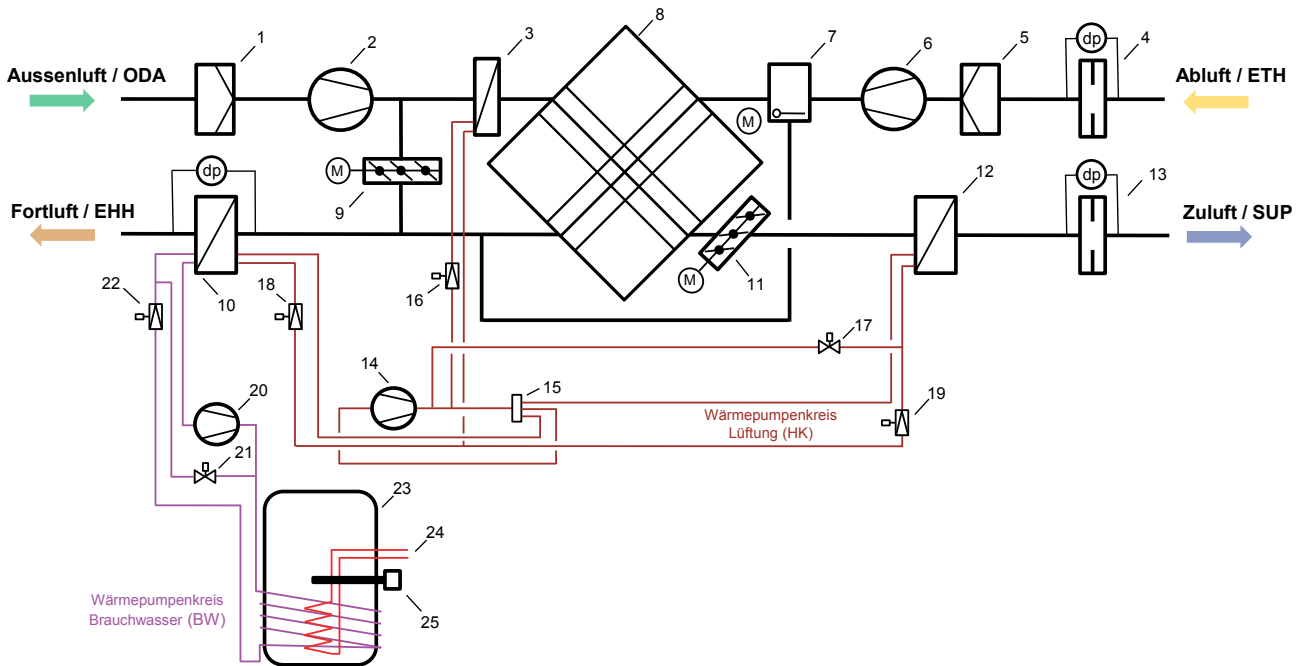 1
2
3
8
7
6
5
dp
4
Aussenluft / ODA
Abluft / ETH
M
dp
M
9
12
dp
13
Fortluft / EHH
Zuluft / SUP
M
11
22
10
18
16
17
14
15
20
19
Wärmepumpenkreis
Lüftung (HK)
21
23
24
Wärmepumpenkreis
Brauchwasser (BW)
25